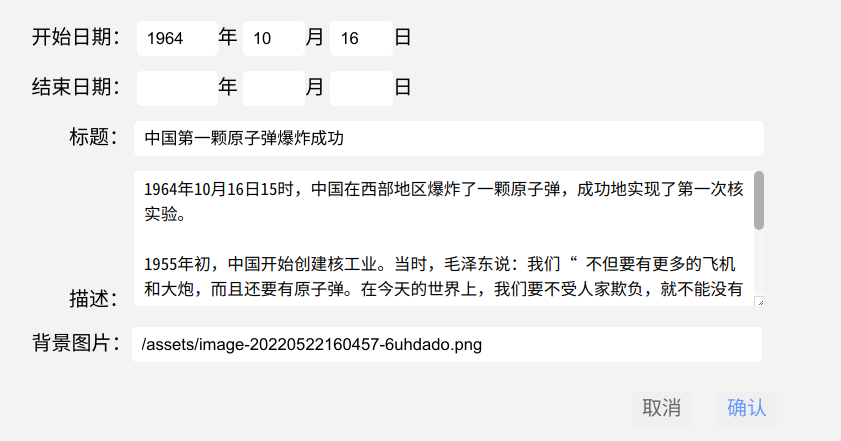 开始日期： 1964 年 10 月 16 日
结束日期： 年 月 日
标题： 中国第一颗原子弹爆炸成功
1964年10月16日15时，中国在西部地区爆炸了一颗原子弹，成功地实现了第一次核
实验。
1955年初，中国开始创建核工业。当时，毛泽东说：我们“ 不但要有更多的飞机
和大炮，而且还要有原子弹。在今天的世界上，我们要不受人家欺负，就不能没有
描述：
背景图片： /assets/image-20220522160457-6uhdado.png
取消 确认